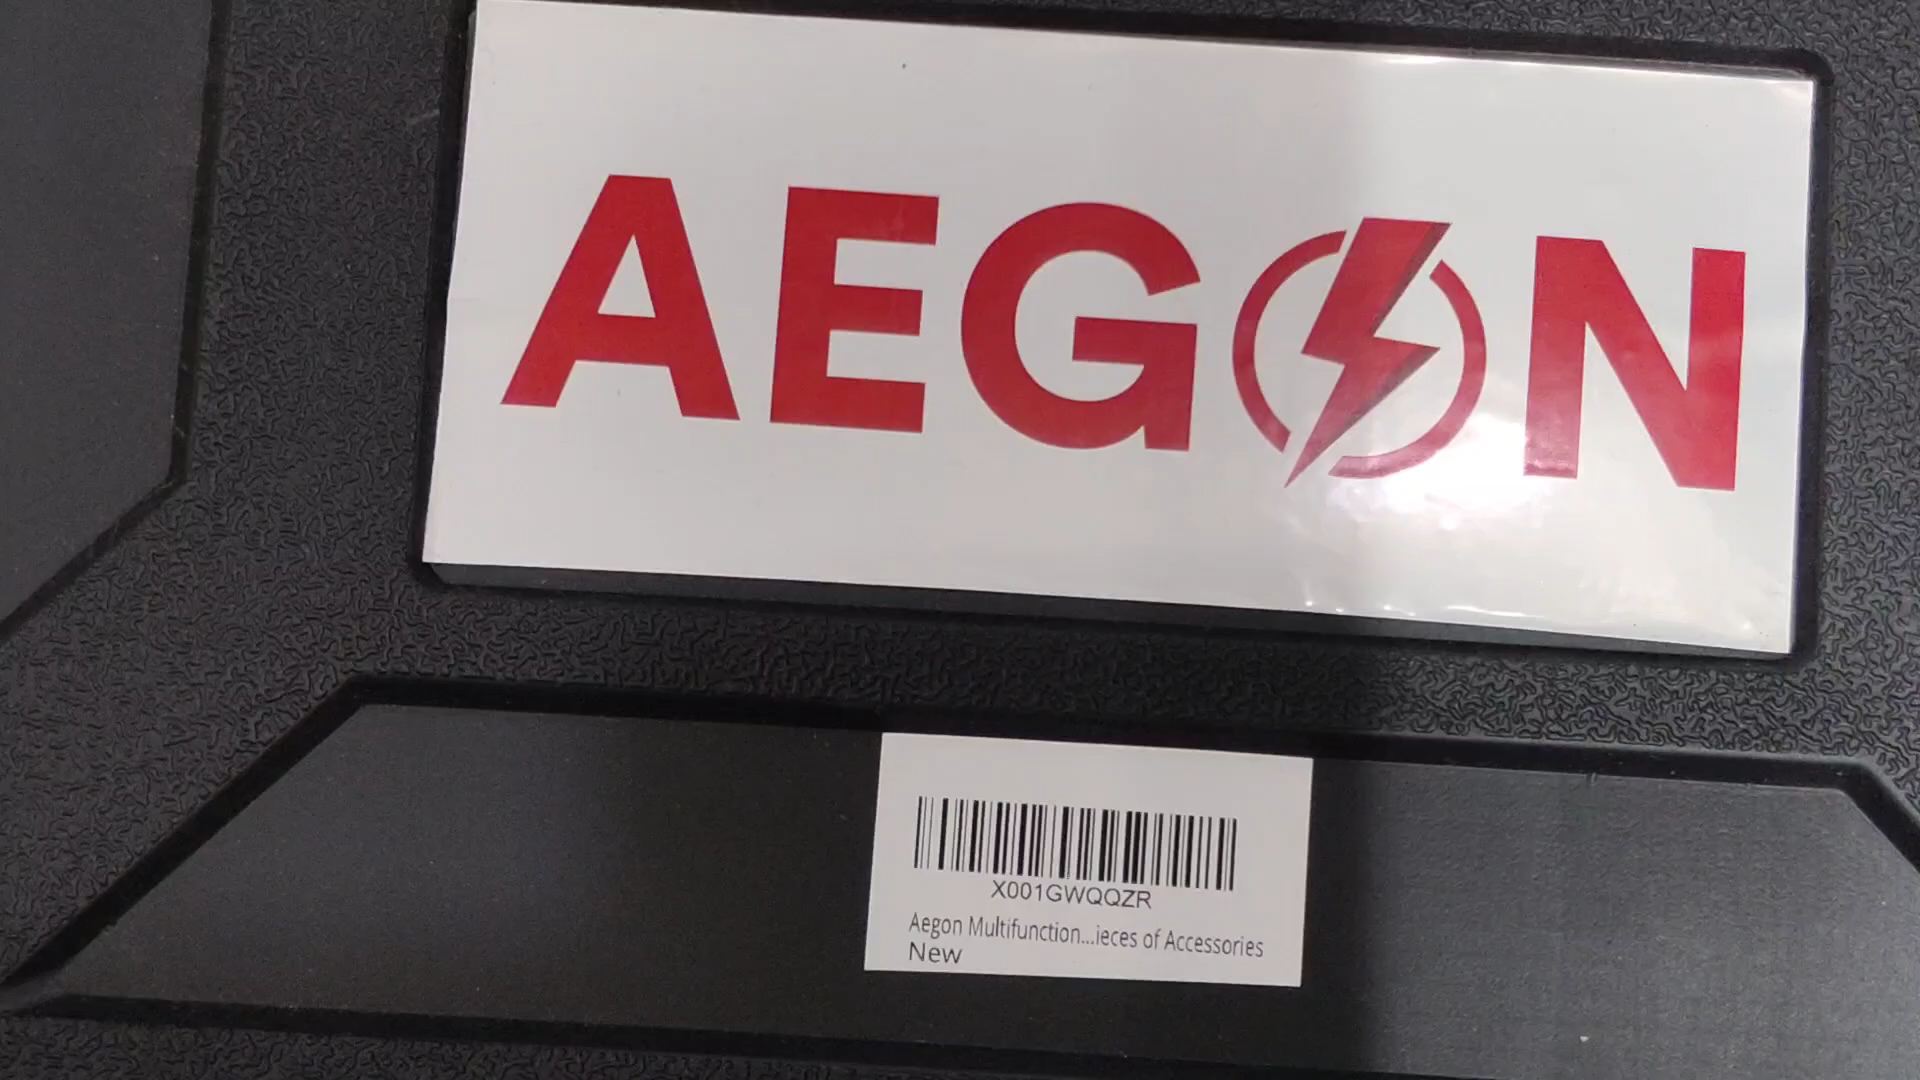 AEGON
X001GWQQZR
Aegon Multifunction...ieces of Accessories
New